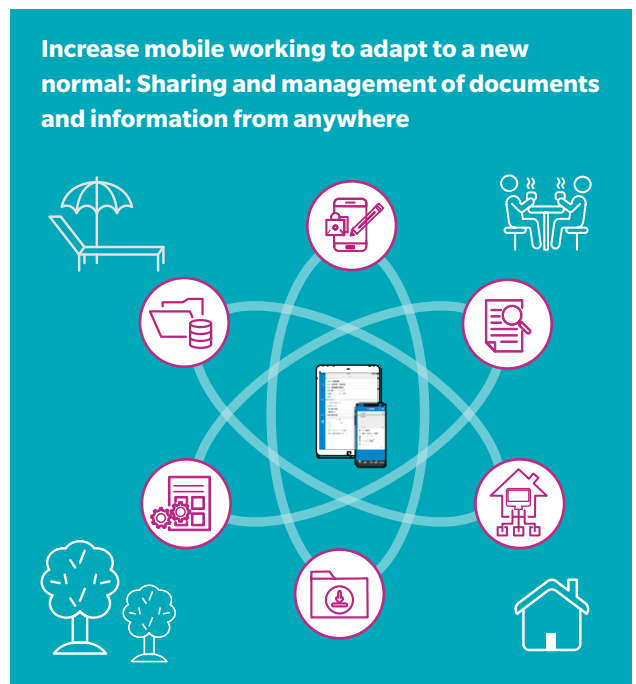 Increase mobile working to adapt to a new
normal: Sharing and management of documents
and information from anywhere